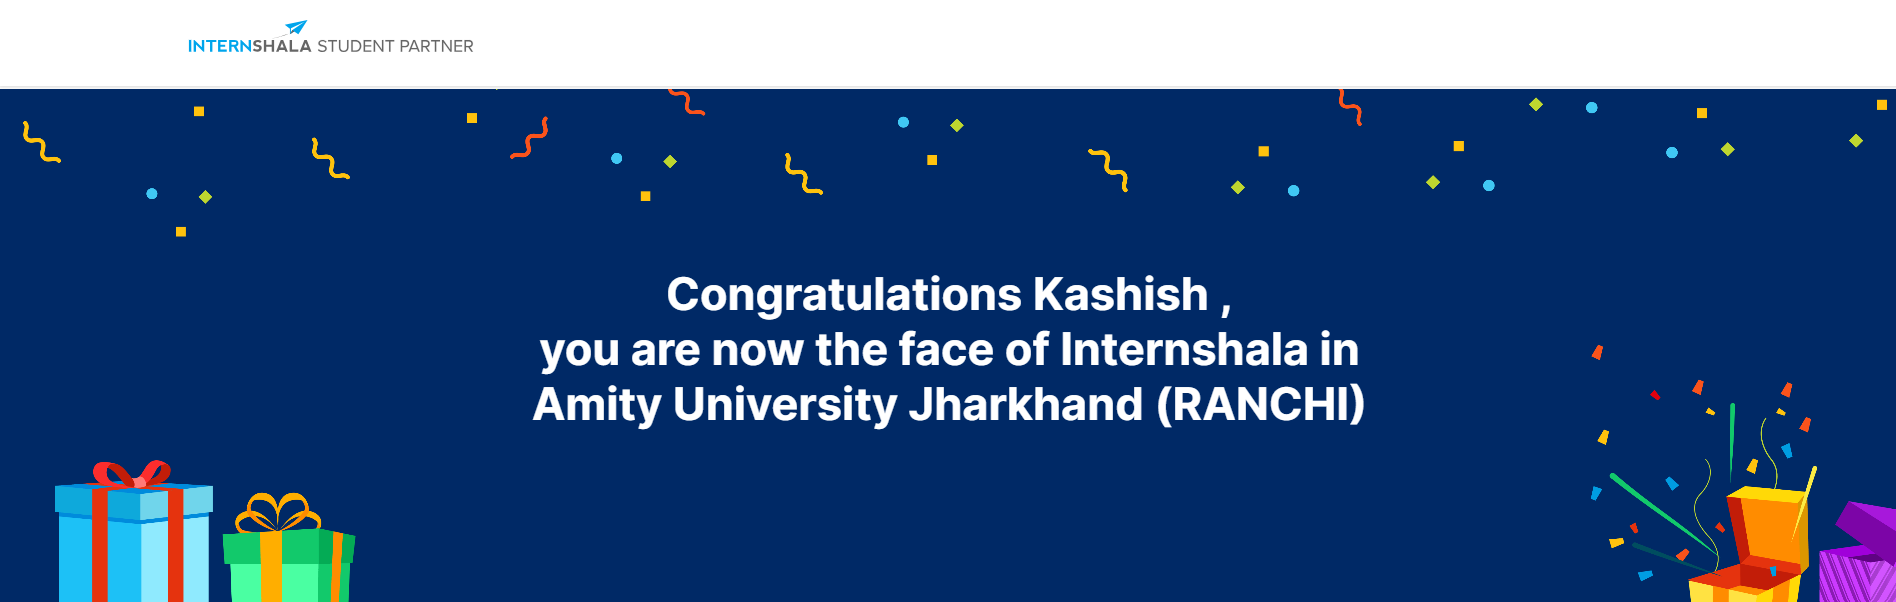 INTERNSHALA STUDENT PARTNER
Congratulations Kashish ,
you are now the face of Internshala in
Amity University Jharkhand (RANCHI)